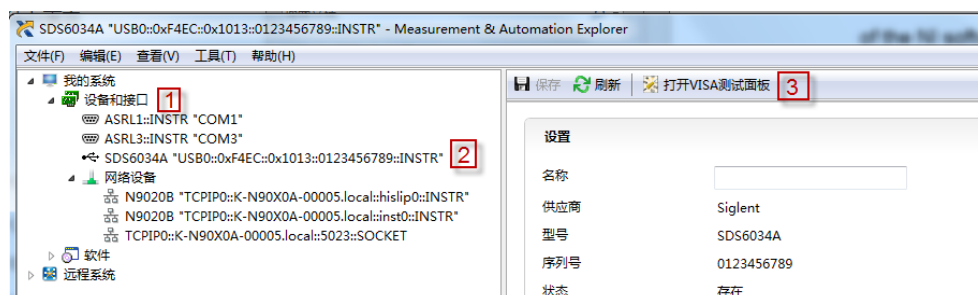 SDS6034A "USB0::0xF4EC::0x1013::0123456789::INSTR" - Measurement & Automation Explorer
文件(F) 编辑(E) 查看(V) 工具(T) 帮助(H)
我的系统
设备和接口 1
ASRL1::INSTR "COM1"
ASRL3::INSTR "COM3"
SDS6034A "USB0::0xF4EC::0x1013::0123456789::INSTR" 2
网络设备
N9020B "TCPIP0::K-N90X0A-00005.local::hislip0::INSTR"
N9020B "TCPIP0::K-N90X0A-00005.local::inst0::INSTR"
TCPIP0::K-N90X0A-00005.local::5023::SOCKET
软件
远程系统
保存 刷新 打开VISA测试面板 3
设置
名称
供应商 Siglent
型号 SDS6034A
序列号 0123456789
状态 存在